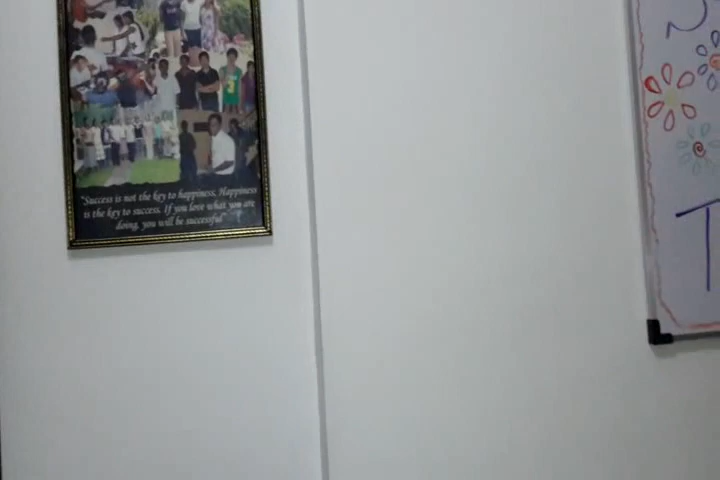 "Success is not the key to happiness, Happiness
is the key to success. If you love what you are
doing, you will be successful"
T